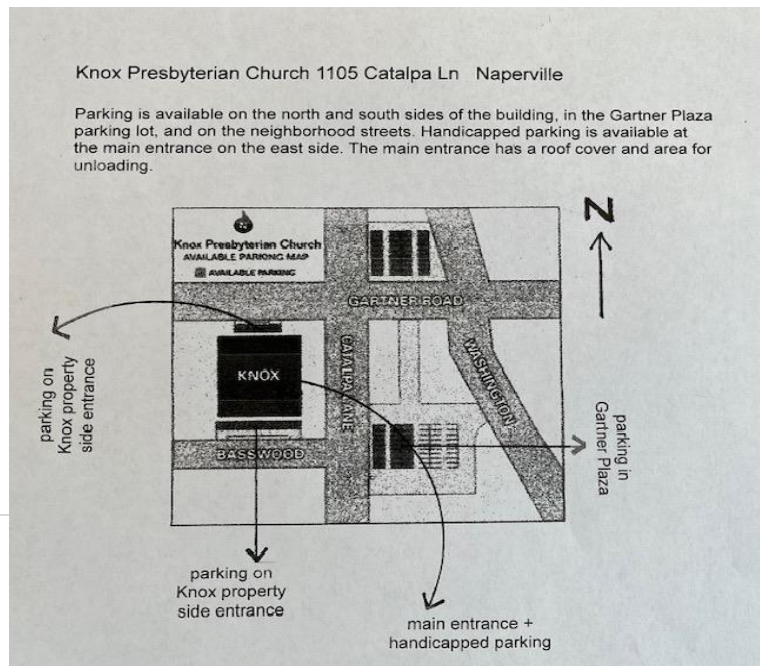 Knox Presbyterian Church 1105 Catalpa Ln Naperville
Parking is available on the north and south sides of the building, in the Gartner Plaza
parking lot, and on the neighborhood streets. Handicapped parking is available at
the main entrance on the east side. The main entrance has a roof cover and area for
unloading.
N
Knox Presbyterian Church
AVAILABLE PARKING MAP
AVAILABLE PARKING
GARTNER ROAD
CATALPA LANE
WASHINGTON
KNOX
BASSWOOD
parking on
Knox property
side entrance
parking in
Gartner Plaza
parking on
Knox property
side entrance
main entrance +
handicapped parking